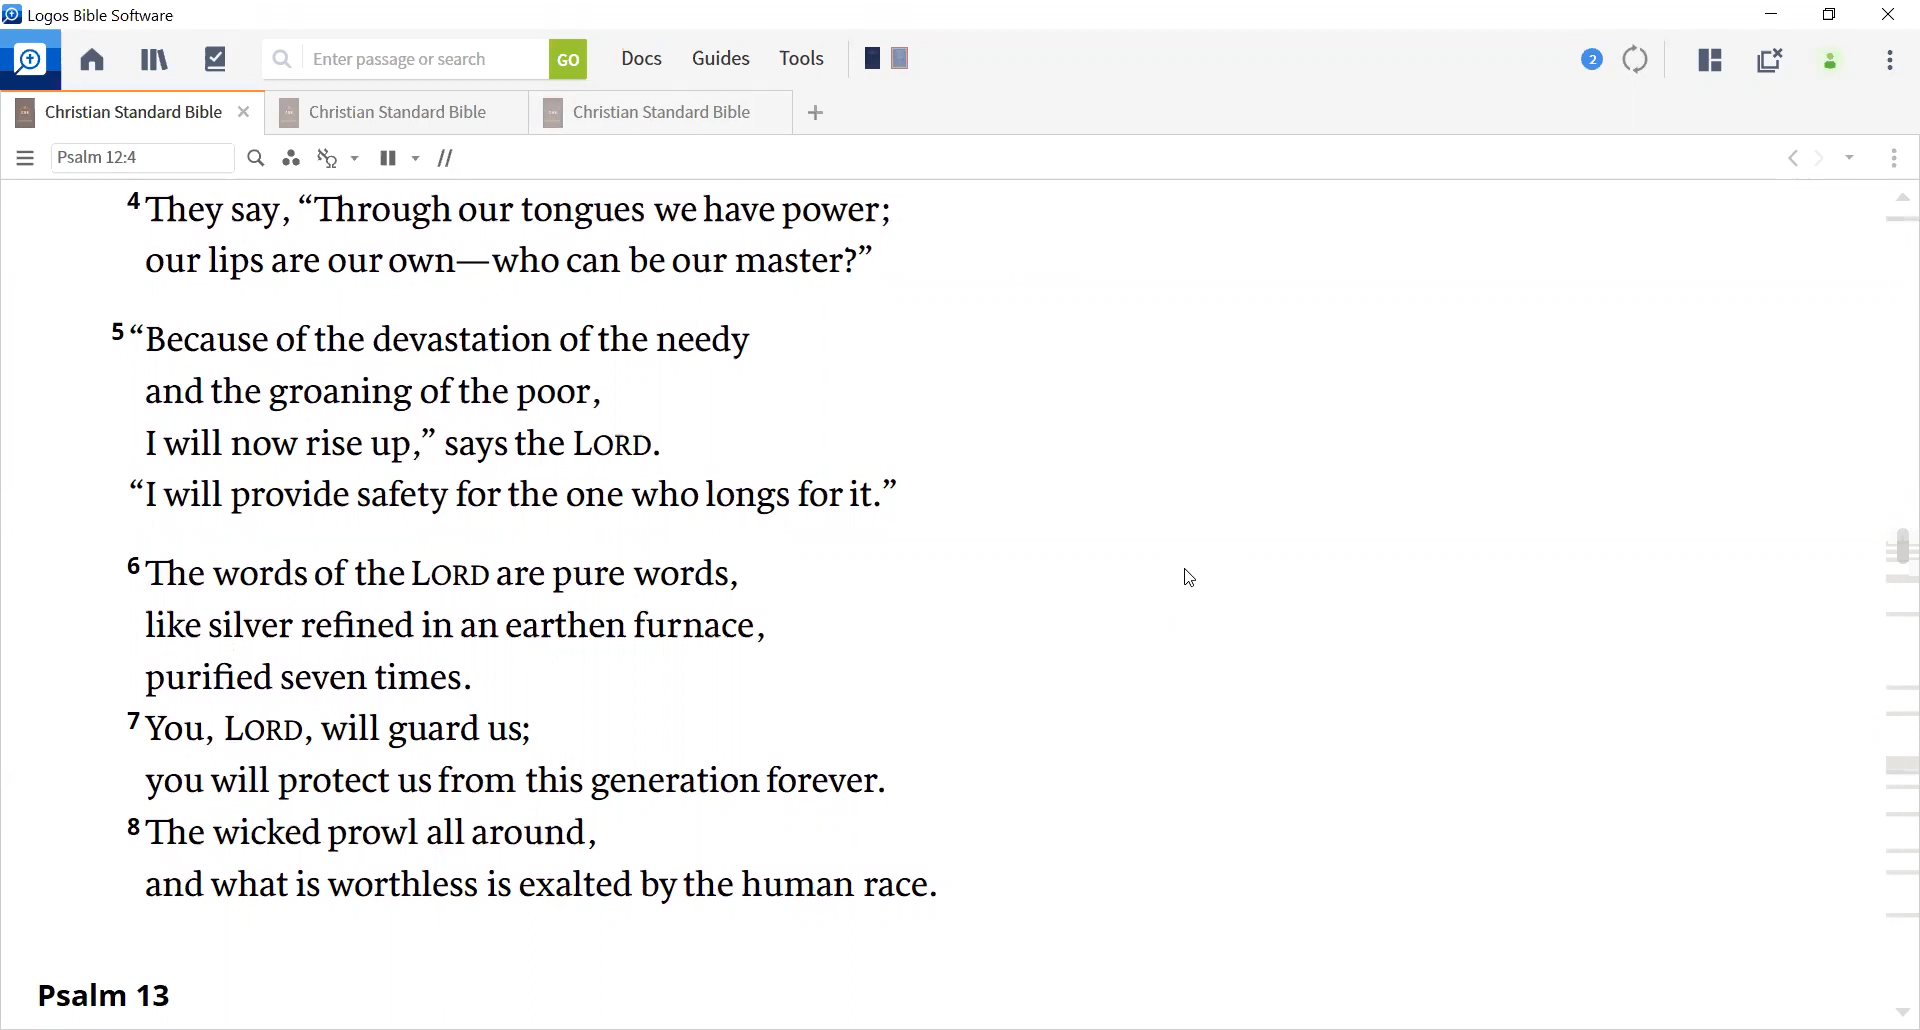 Logos Bible Software
Enter passage or search GO Docs Guides Tools 2
Christian Standard Bible Christian Standard Bible Christian Standard Bible
Psalm 12:4
4 They say, “Through our tongues we have power;
our lips are our own—who can be our master?”
5 “Because of the devastation of the needy
and the groaning of the poor,
I will now rise up,” says the LORD.
“I will provide safety for the one who longs for it.”
6 The words of the LORD are pure words,
like silver refined in an earthen furnace,
purified seven times.
7 You, LORD, will guard us;
you will protect us from this generation forever.
8 The wicked prowl all around,
and what is worthless is exalted by the human race.
Psalm 13